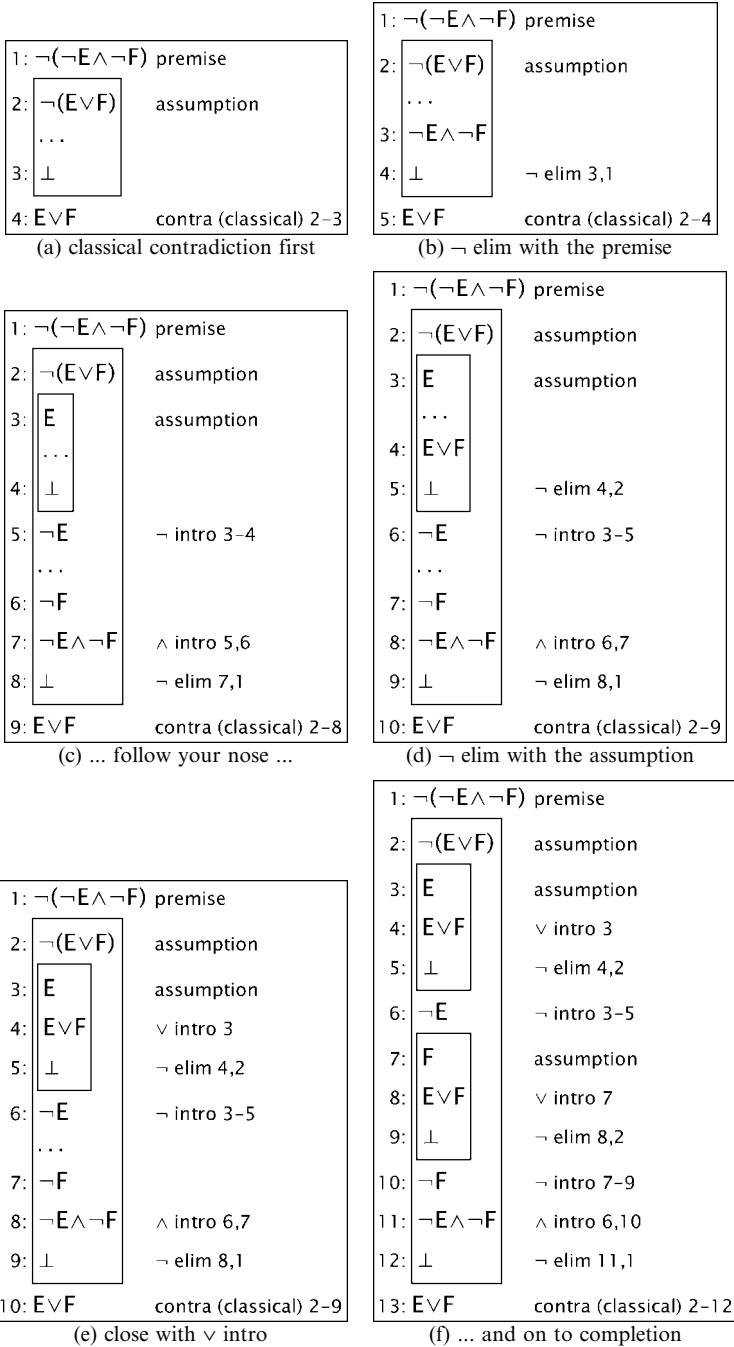 1: ¬(¬E∧¬F) premise
2: ¬(E∨F) assumption
...
3: ⊥
4: E∨F contra (classical) 2–3
(a) classical contradiction first
1: ¬(¬E∧¬F) premise
2: ¬(E∨F) assumption
...
3: ¬E∧¬F
4: ⊥ ¬ elim 3,1
5: E∨F contra (classical) 2–4
(b) ¬ elim with the premise
1: ¬(¬E∧¬F) premise
2: ¬(E∨F) assumption
3: E assumption
...
4: ⊥
5: ¬E ¬ intro 3–4
...
6: ¬F
7: ¬E∧¬F ∧ intro 5,6
8: ⊥ ¬ elim 7,1
9: E∨F contra (classical) 2–8
(c) ... follow your nose ...
1: ¬(¬E∧¬F) premise
2: ¬(E∨F) assumption
3: E assumption
...
4: E∨F
5: ⊥ ¬ elim 4,2
6: ¬E ¬ intro 3–5
...
7: ¬F
8: ¬E∧¬F ∧ intro 6,7
9: ⊥ ¬ elim 8,1
10: E∨F contra (classical) 2–9
(d) ¬ elim with the assumption
1: ¬(¬E∧¬F) premise
2: ¬(E∨F) assumption
3: E assumption
4: E∨F ∨ intro 3
5: ⊥ ¬ elim 4,2
6: ¬E ¬ intro 3–5
...
7: ¬F
8: ¬E∧¬F ∧ intro 6,7
9: ⊥ ¬ elim 8,1
10: E∨F contra (classical) 2–9
(e) close with ∨ intro
1: ¬(¬E∧¬F) premise
2: ¬(E∨F) assumption
3: E assumption
4: E∨F ∨ intro 3
5: ⊥ ¬ elim 4,2
6: ¬E ¬ intro 3–5
7: F assumption
8: E∨F ∨ intro 7
9: ⊥ ¬ elim 8,2
10: ¬F ¬ intro 7–9
11: ¬E∧¬F ∧ intro 6,10
12: ⊥ ¬ elim 11,1
13: E∨F contra (classical) 2–12
(f) ... and on to completion